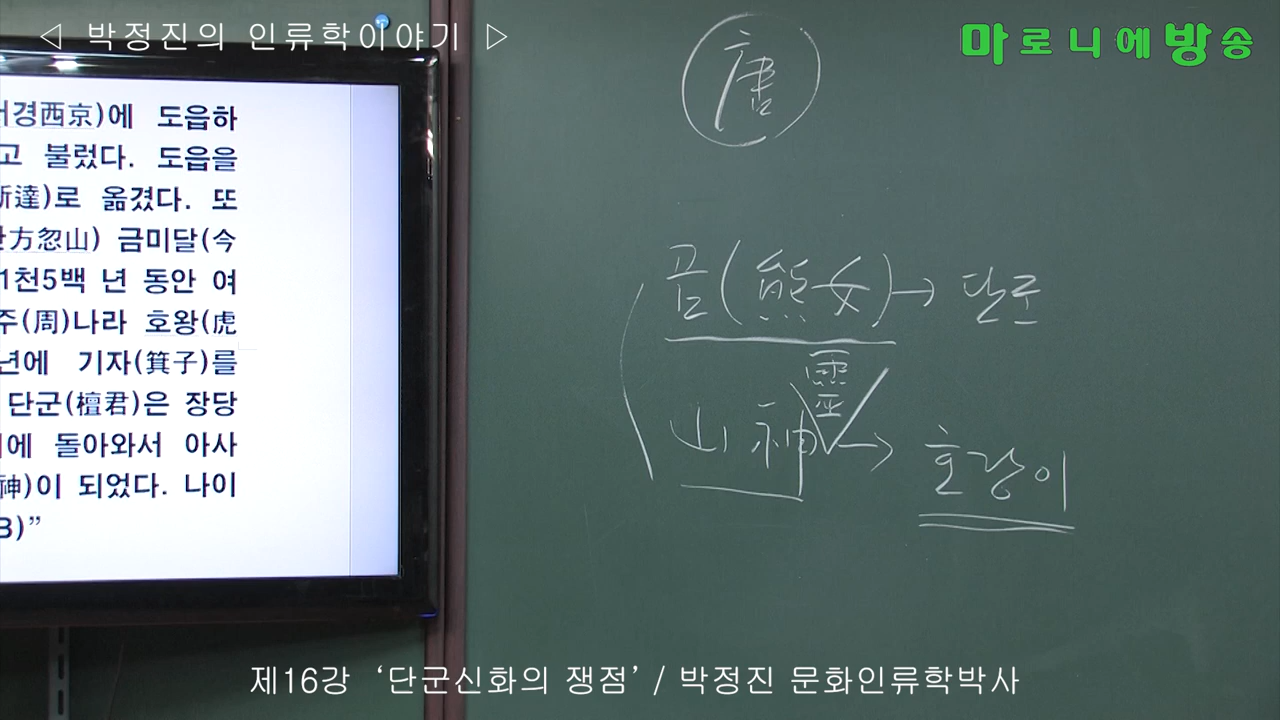 ◁ 박정진의 인류학이야기 ▷
마로니에방송
서경西京)에 도읍하
고 불렀다. 도읍을
斯達)로 옮겼다. 또
方忽山) 금미달(今
1천5백 년 동안 여
주(周)나라 호왕(虎
년에 기자(箕子)를
단군(檀君)은 장당
에 돌아와서 아사
神)이 되었다. 나이
B)”
唐
곰(熊女)→단군
靈
山神→호랑이
제16강 ‘단군신화의 쟁점’ / 박정진 문화인류학박사